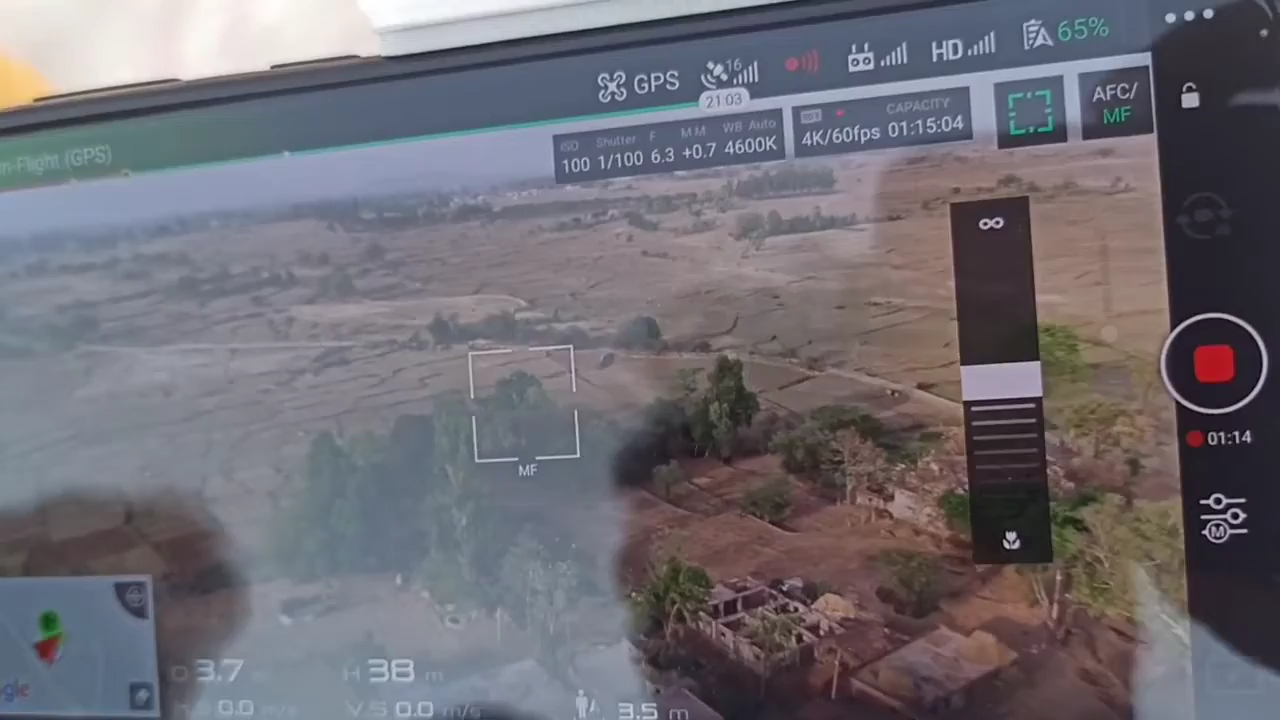 n-Flight (GPS)
GPS
16
HD
65%
21:03
ISO Shutter F M M WB Auto
100 1/100 6.3 +0.7 4600K
CAPACITY
4K/60fps 01:15:04
AFC/
MF
∞
MF
01:14
M
D 3.7 H 38 m
H.S 0.0 m/s V.S 0.0 m/s 3.5 m
gle